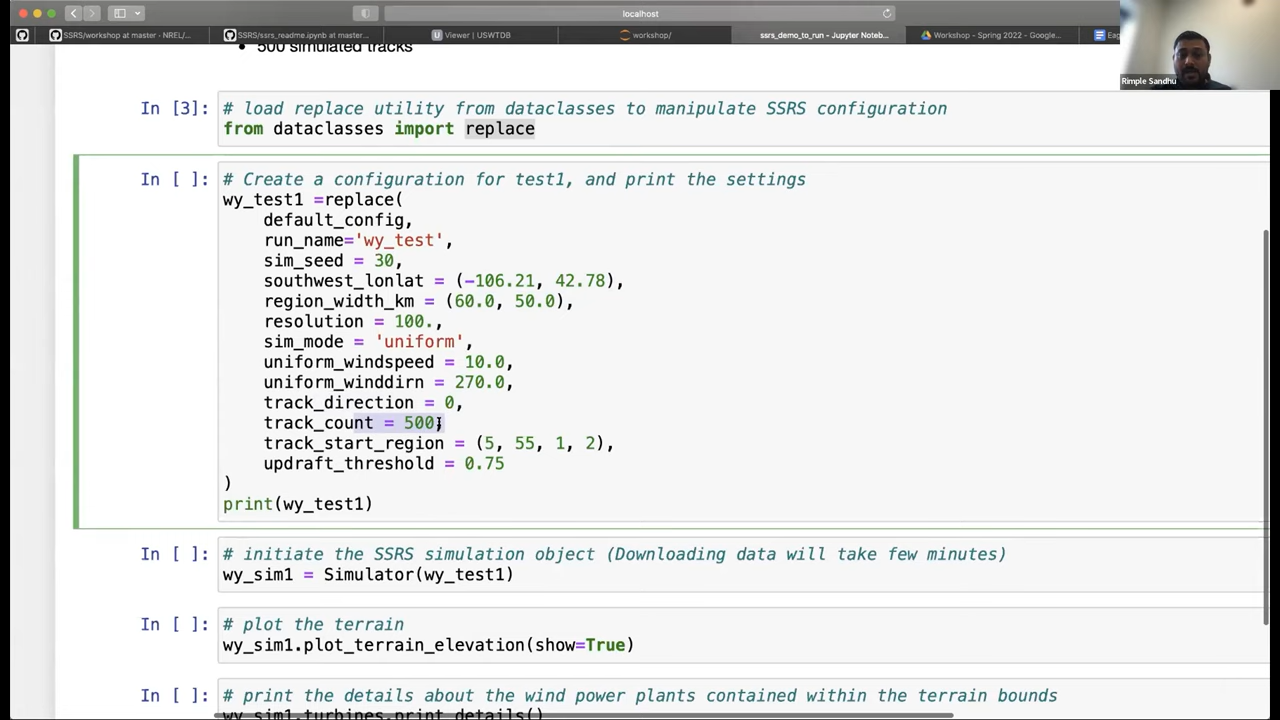 localhost
SSRS/workshop at master · NREL/...
SSRS/ssrs_readme.ipynb at master...
U Viewer | USWTDB
workshop/
ssrs_demo_to_run - Jupyter Noteb...
Workshop - Spring 2022 - Google...
Eag
Rimple Sandhu
500 simulated tracks
In [3]: # load replace utility from dataclasses to manipulate SSRS configuration
from dataclasses import replace
In [ ]: # Create a configuration for test1, and print the settings
wy_test1 =replace(
default_config,
run_name='wy_test',
sim_seed = 30,
southwest_lonlat = (-106.21, 42.78),
region_width_km = (60.0, 50.0),
resolution = 100.,
sim_mode = 'uniform',
uniform_windspeed = 10.0,
uniform_winddirn = 270.0,
track_direction = 0,
track_count = 500,
track_start_region = (5, 55, 1, 2),
updraft_threshold = 0.75
)
print(wy_test1)
In [ ]: # initiate the SSRS simulation object (Downloading data will take few minutes)
wy_sim1 = Simulator(wy_test1)
In [ ]: # plot the terrain
wy_sim1.plot_terrain_elevation(show=True)
In [ ]: # print the details about the wind power plants contained within the terrain bounds
wy_sim1.turbines.print_details()